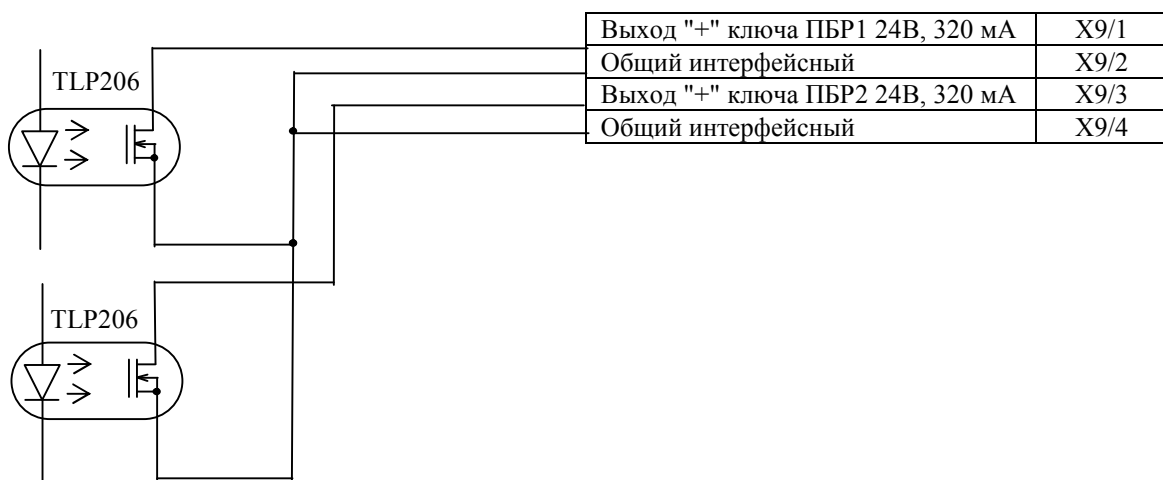 Выход "+" ключа ПБР1 24В, 320 мА X9/1
Общий интерфейсный X9/2
Выход "+" ключа ПБР2 24В, 320 мА X9/3
Общий интерфейсный X9/4
TLP206
TLP206